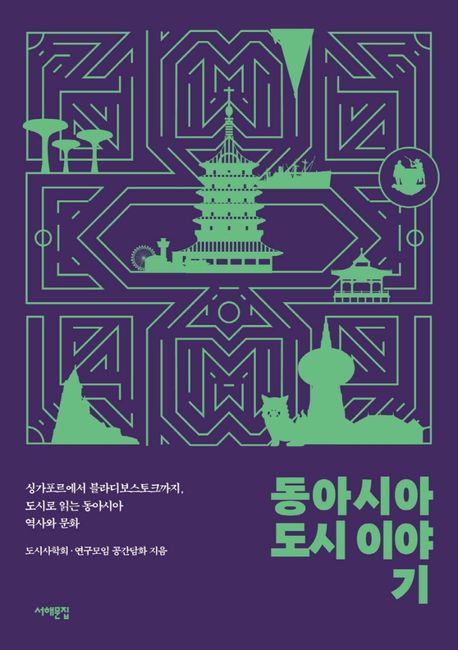 싱가포르에서 블라디보스토크까지,
도시로 읽는 동아시아
역사와 문화
도시사학회·연구모임 공간담화 지음
동아시아
도시 이야
기
서해문집